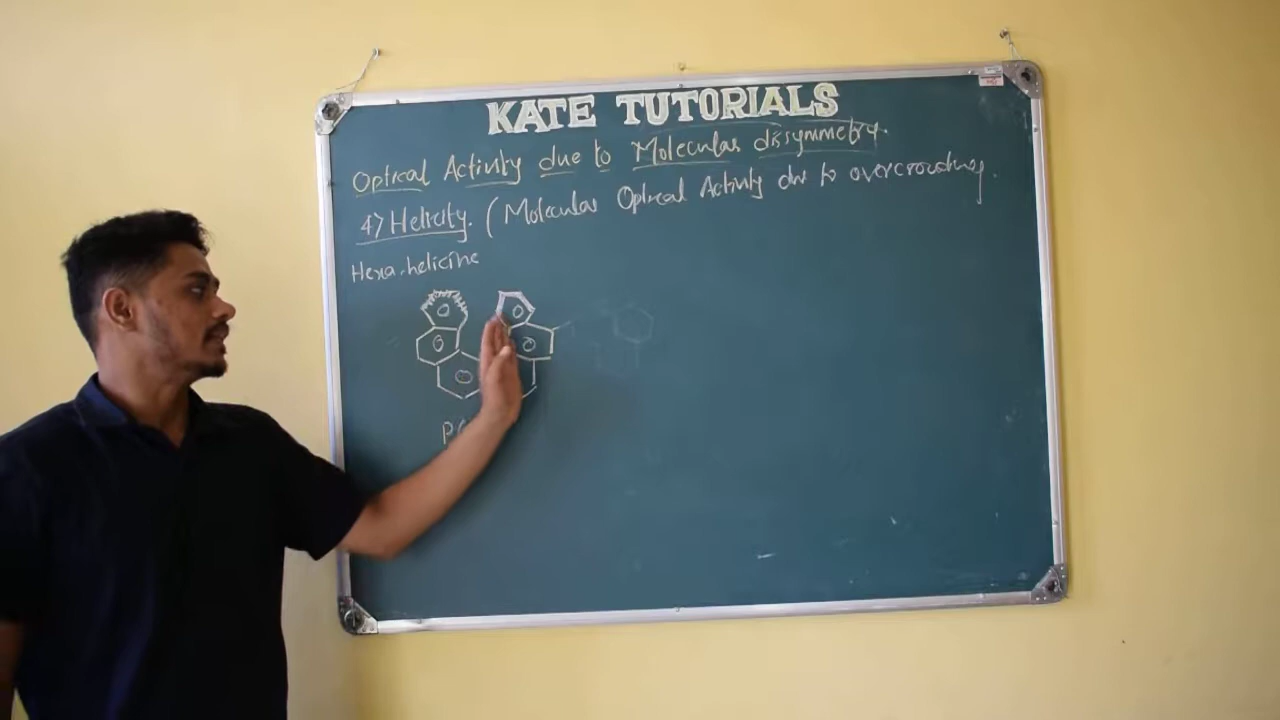 KATE TUTORIALS
Optical Activity due to Molecular dissymmetry.
4) Helicity. (Molecular Optical Activity due to overcrowding.
Hexa-helicine
P(